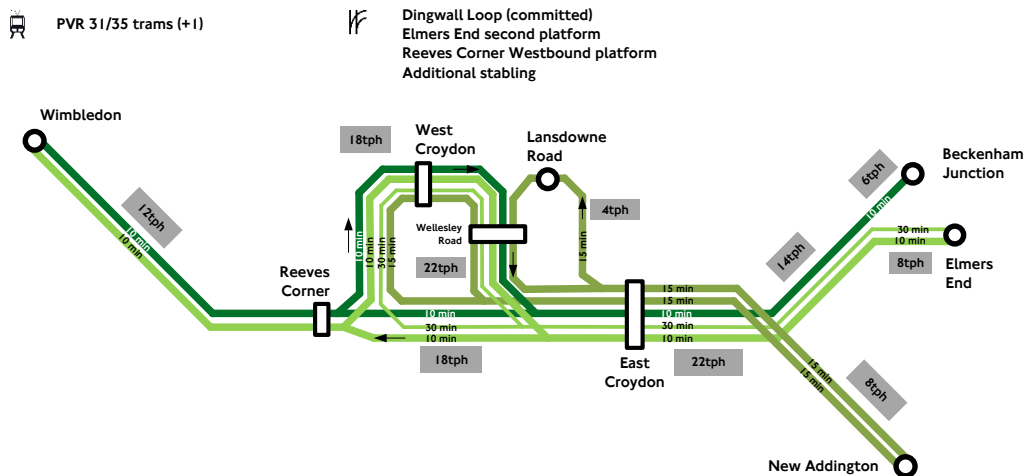 PVR 31/35 trams (+1)
Dingwall Loop (committed)
Elmers End second platform
Reeves Corner Westbound platform
Additional stabling
Wimbledon
18tph
West
Croydon
Lansdowne
Road
Beckenham
Junction
6tph
10 min
12tph
10 min
10 min
4tph
Wellesley
Road
30 min
10 min
Elmers
End
8tph
14tph
10 min
10 min
30 min
15 min
22tph
15 min
Reeves
Corner
15 min
15 min
10 min
10 min
30 min
30 min
10 min
10 min
18tph
East
Croydon
22tph
15 min
15 min
8tph
New Addington